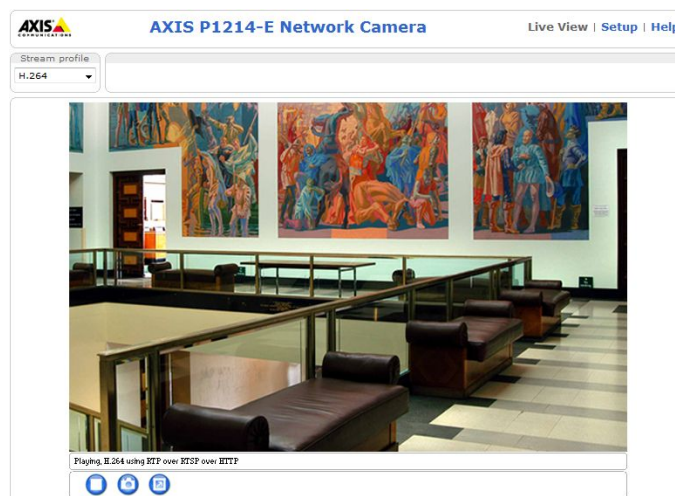 AXIS
COMMUNICATIONS
AXIS P1214-E Network Camera
Live View | Setup | Help
Stream profile
H.264
Playing, H.264 using RTP over RTSP over HTTP